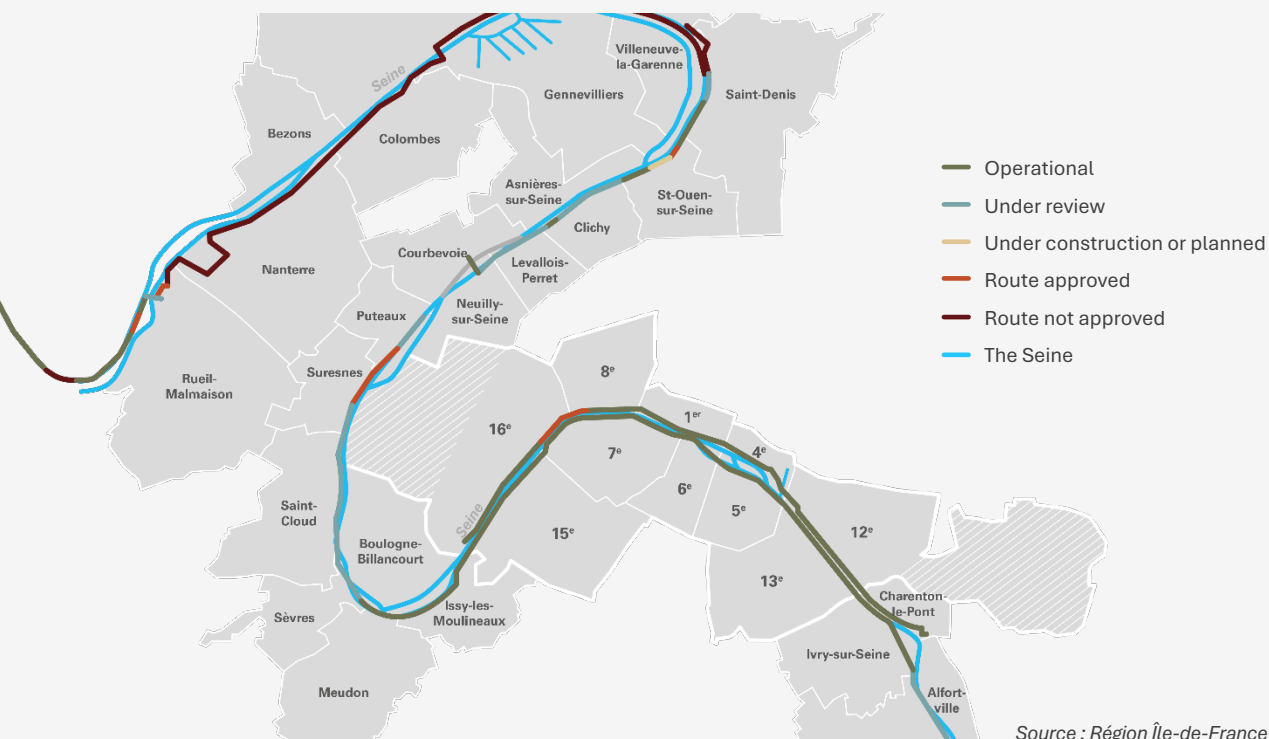 Villeneuve-
la-Garenne
Seine
Gennevilliers
Saint-Denis
Bezons
Colombes
Asnières-
sur-Seine
St-Ouen-
sur-Seine
Clichy
Courbevoie
Levallois-
Perret
Nanterre
Neuilly-
sur-Seine
Puteaux
Suresnes
Rueil-
Malmaison
8e
1er
16e
7e
4e
6e
5e
Saint-
Cloud
Seine
15e
12e
Boulogne-
Billancourt
13e
Charenton-
le-Pont
Issy-les-
Moulineaux
Sèvres
Ivry-sur-Seine
Meudon
Alfort-
ville
Operational
Under review
Under construction or planned
Route approved
Route not approved
The Seine
Source : Région Île-de-France